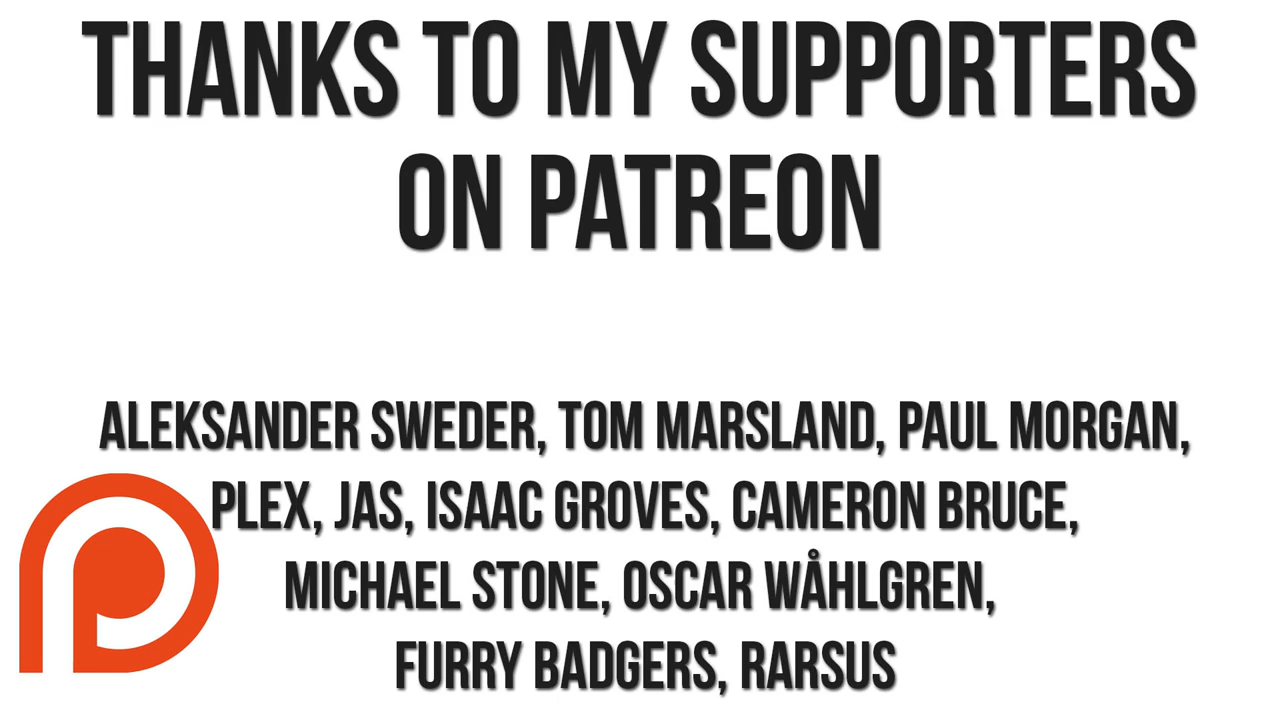 THANKS TO MY SUPPORTERS
ON PATREON
ALEKSANDER SWEDER, TOM MARSLAND, PAUL MORGAN,
PLEX, JAS, ISAAC GROVES, CAMERON BRUCE,
MICHAEL STONE, OSCAR WÅHLGREN,
FURRY BADGERS, RARSUS